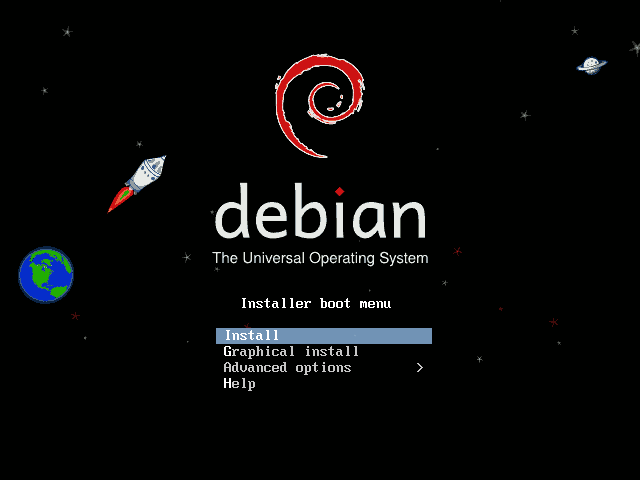 debian
The Universal Operating System
Installer boot menu
Install
Graphical install
Advanced options >
Help